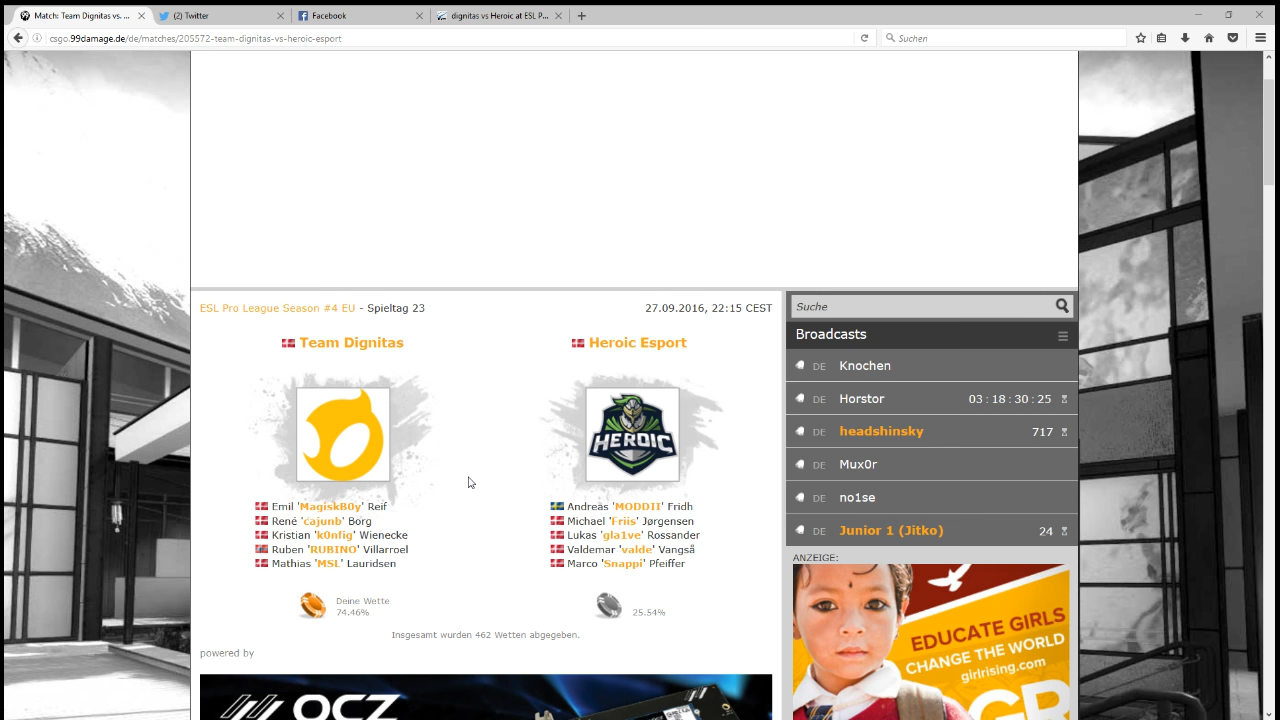 Match: Team Dignitas vs. ...
(2) Twitter
Facebook
dignitas vs Heroic at ESL P...
csgo.99damage.de/de/matches/205572-team-dignitas-vs-heroic-esport
Suchen
ESL Pro League Season #4 EU - Spieltag 23
27.09.2016, 22:15 CEST
Team Dignitas
Heroic Esport
HEROIC
Emil 'MagiskB0y' Reif
René 'cajunb' Borg
Kristian 'k0nfig' Wienecke
Ruben 'RUBINO' Villarroel
Mathias 'MSL' Lauridsen
Andreas 'MODDII' Fridh
Michael 'Friis' Jørgensen
Lukas 'gla1ve' Rossander
Valdemar 'valde' Vangså
Marco 'Snappi' Pfeiffer
Deine Wette
74.46%
25.54%
Insgesamt wurden 462 Wetten abgegeben.
powered by
OCZ
Suche
Broadcasts
DE Knochen
DE Horstor 03 : 18 : 30 : 25
DE headshinsky 717
DE Mux0r
DE no1se
DE Junior 1 (Jitko) 24
ANZEIGE:
EDUCATE GIRLS
CHANGE THE WORLD
girlrising.com
GR